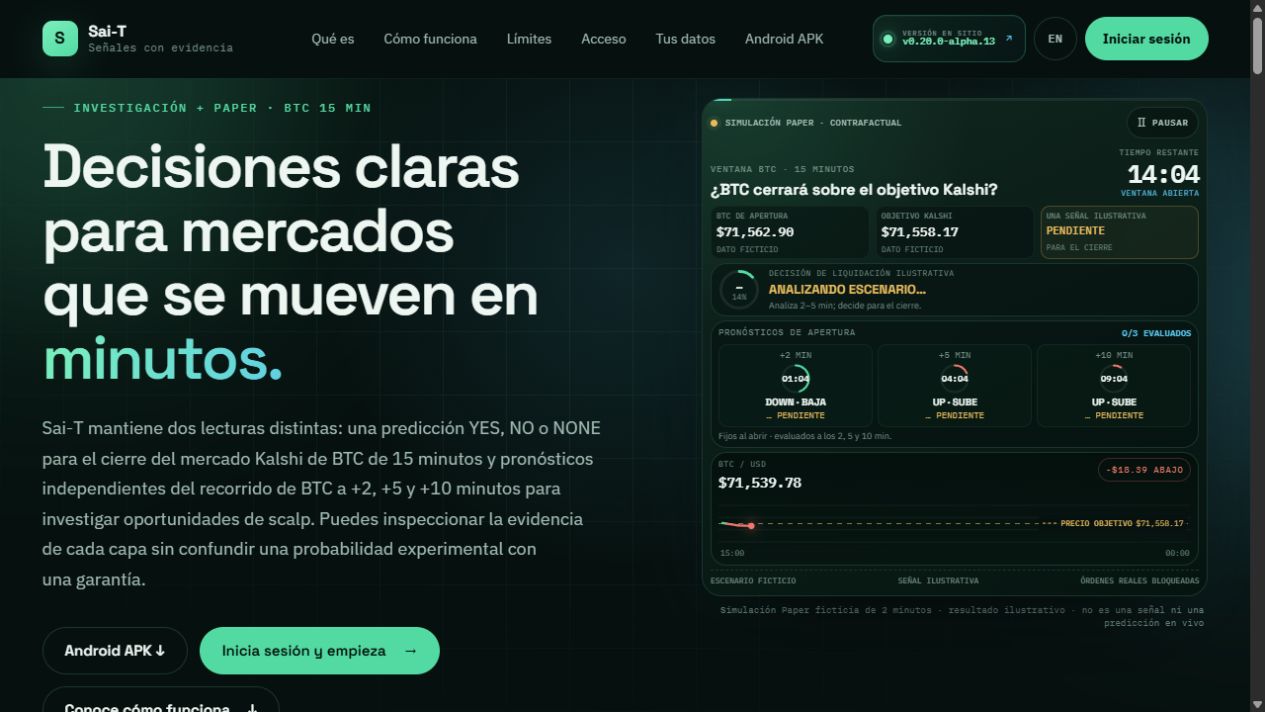 S
Sai-T
Señales con evidencia
Qué es
Cómo funciona
Límites
Acceso
Tus datos
Android APK
VERSIÓN EN SITIO
v0.20.0-alpha.13 ↗
EN
Iniciar sesión
INVESTIGACIÓN + PAPER · BTC 15 MIN
Decisiones claras
para mercados
que se mueven en
minutos.
Sai-T mantiene dos lecturas distintas: una predicción YES, NO o NONE
para el cierre del mercado Kalshi de BTC de 15 minutos y pronósticos
independientes del recorrido de BTC a +2, +5 y +10 minutos para
investigar oportunidades de scalp. Puedes inspeccionar la evidencia
de cada capa sin confundir una probabilidad experimental con
una garantía.
Android APK ↓
Inicia sesión y empieza →
Conoce cómo funciona ↓
SIMULACIÓN PAPER · CONTRAFACTUAL
PAUSAR
TIEMPO RESTANTE
14:04
VENTANA ABIERTA
VENTANA BTC · 15 MINUTOS
¿BTC cerrará sobre el objetivo Kalshi?
BTC DE APERTURA
$71,562.90
DATO FICTICIO
OBJETIVO KALSHI
$71,558.17
DATO FICTICIO
UNA SEÑAL ILUSTRATIVA
PENDIENTE
PARA EL CIERRE
–
14%
DECISIÓN DE LIQUIDACIÓN ILUSTRATIVA
ANALIZANDO ESCENARIO…
Analiza 2–5 min; decide para el cierre.
PRONÓSTICOS DE APERTURA
0/3 EVALUADOS
+2 MIN
01:04
DOWN · BAJA
… PENDIENTE
+5 MIN
04:04
UP · SUBE
… PENDIENTE
+10 MIN
09:04
UP · SUBE
… PENDIENTE
Fijos al abrir · evaluados a los 2, 5 y 10 min.
BTC / USD
$71,539.78
-$18.39 ABAJO
PRECIO OBJETIVO $71,558.17
15:00
00:00
ESCENARIO FICTICIO
SEÑAL ILUSTRATIVA
ÓRDENES REALES BLOQUEADAS
Simulación Paper ficticia de 2 minutos · resultado ilustrativo · no es una señal ni una
predicción en vivo